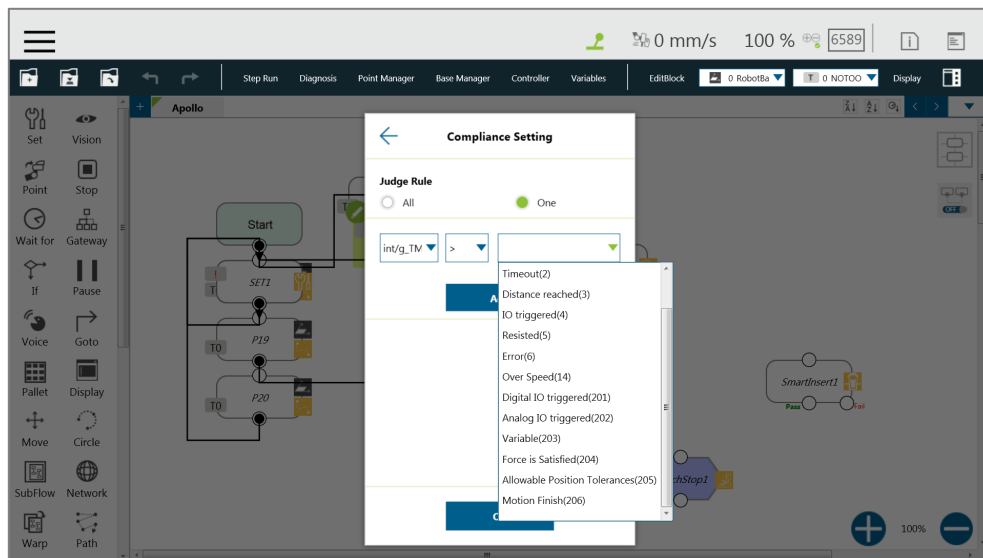 0 mm/s 100 % 6589
Step Run Diagnosis Point Manager Base Manager Controller Variables EditBlock 0 RobotBa T 0 NOTOO Display
Apollo
Set Vision
Point Stop
Wait for Gateway
If Pause
Voice Goto
Pallet Display
Move Circle
SubFlow Network
Warp Path
Start
SET1
T
P19
T0
P20
T0
Compliance Setting
Judge Rule
All One
int/g_TM >
Timeout(2)
Distance reached(3)
IO triggered(4)
Resisted(5)
Error(6)
Over Speed(14)
Digital IO triggered(201)
Analog IO triggered(202)
Variable(203)
Force is Satisfied(204)
Allowable Position Tolerances(205)
Motion Finish(206)
OFF
SmartInsert1
Pass Fail
chStop1
100%